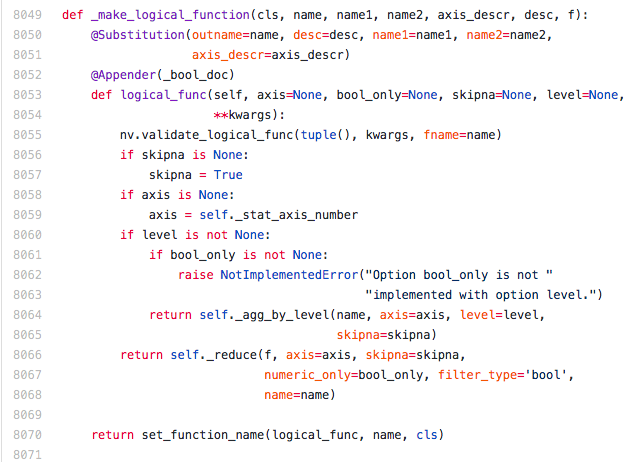 8049 def _make_logical_function(cls, name, name1, name2, axis_descr, desc, f):
8050     @Substitution(outname=name, desc=desc, name1=name1, name2=name2,
8051                   axis_descr=axis_descr)
8052     @Appender(_bool_doc)
8053     def logical_func(self, axis=None, bool_only=None, skipna=None, level=None,
8054                      **kwargs):
8055         nv.validate_logical_func(tuple(), kwargs, fname=name)
8056         if skipna is None:
8057             skipna = True
8058         if axis is None:
8059             axis = self._stat_axis_number
8060         if level is not None:
8061             if bool_only is not None:
8062                 raise NotImplementedError("Option bool_only is not "
8063                                           "implemented with option level.")
8064             return self._agg_by_level(name, axis=axis, level=level,
8065                                       skipna=skipna)
8066         return self._reduce(f, axis=axis, skipna=skipna,
8067                             numeric_only=bool_only, filter_type='bool',
8068                             name=name)
8069
8070     return set_function_name(logical_func, name, cls)
8071